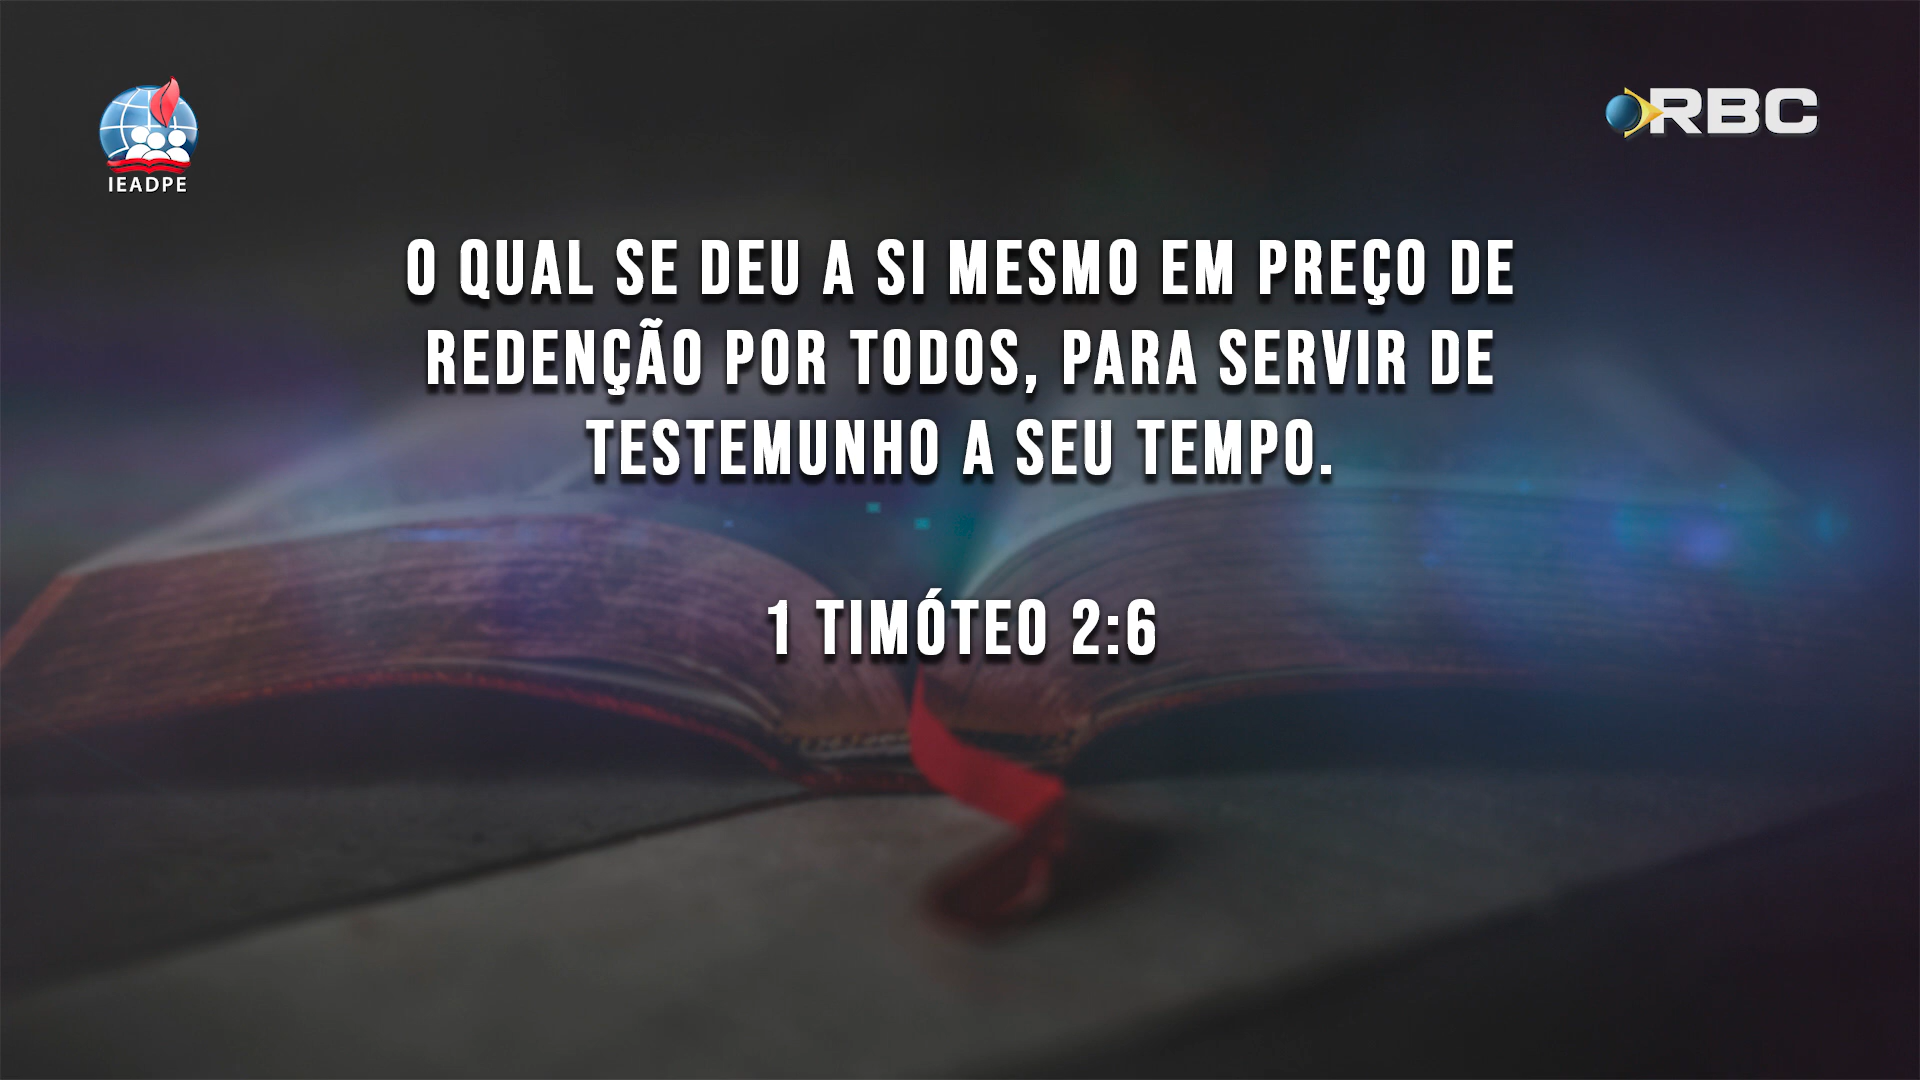 IEADPE
RBC
O QUAL SE DEU A SI MESMO EM PREÇO DE
REDENÇÃO POR TODOS, PARA SERVIR DE
TESTEMUNHO A SEU TEMPO.
1 TIMÓTEO 2:6